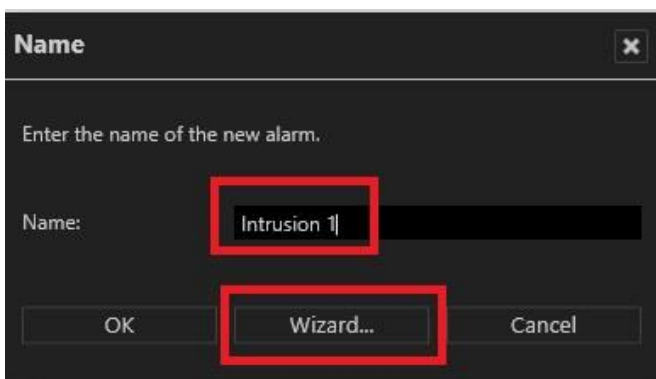 Name
Enter the name of the new alarm.
Name: Intrusion 1
OK Wizard... Cancel